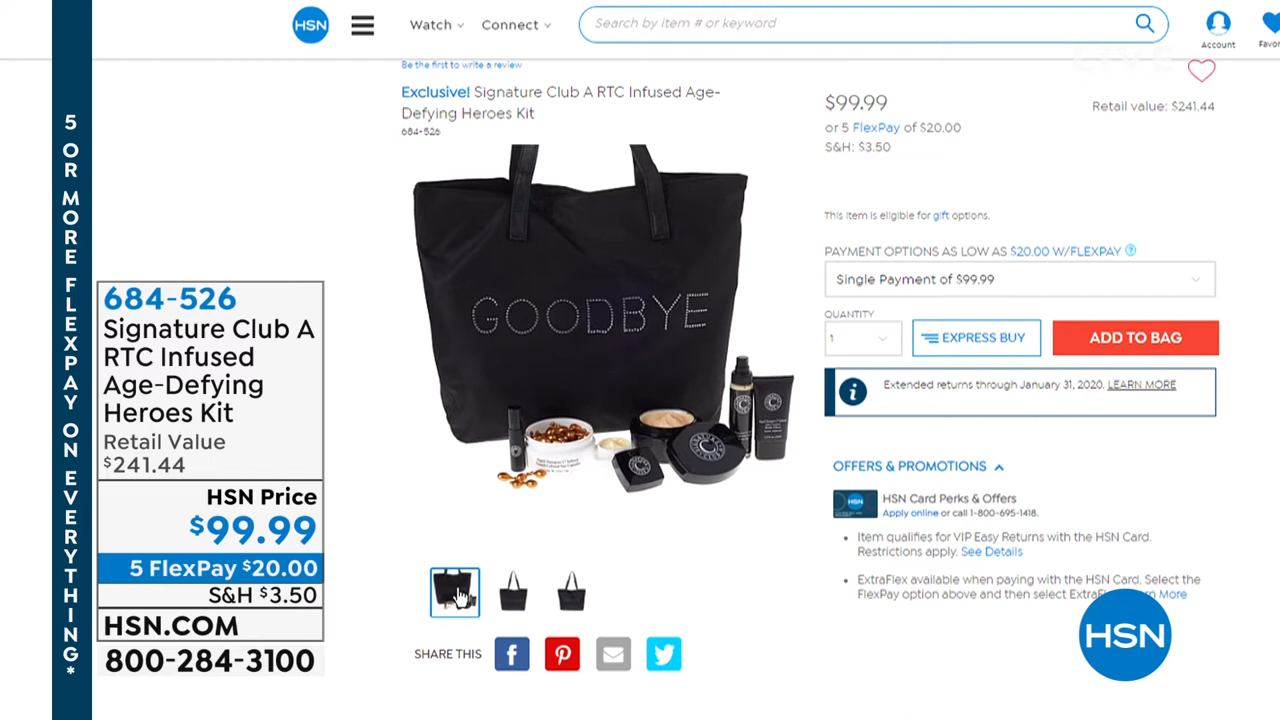 5 OR MORE FLEXPAY ON EVERYTHING*
HSN
Watch
Connect
Search by item # or keyword
Account
Favor
LIVE
Be the first to write a review
Exclusive! Signature Club A RTC Infused Age-
Defying Heroes Kit
684-526
$99.99
Retail value: $241.44
or 5 FlexPay of $20.00
S&H: $3.50
This item is eligible for gift options.
PAYMENT OPTIONS AS LOW AS $20.00 W/FLEXPAY ?
Single Payment of $99.99
QUANTITY
1
EXPRESS BUY
ADD TO BAG
i
Extended returns through January 31, 2020. LEARN MORE
OFFERS & PROMOTIONS
HSN
HSN Card Perks & Offers
Apply online or call 1-800-695-1418.
• Item qualifies for VIP Easy Returns with the HSN Card.
Restrictions apply. See Details
• ExtraFlex available when paying with the HSN Card. Select the
FlexPay option above and then select ExtraF More
GOODBYE
SHARE THIS
684-526
Signature Club A
RTC Infused
Age-Defying
Heroes Kit
Retail Value
$241.44
HSN Price
$99.99
5 FlexPay $20.00
S&H $3.50
HSN.COM
800-284-3100
HSN